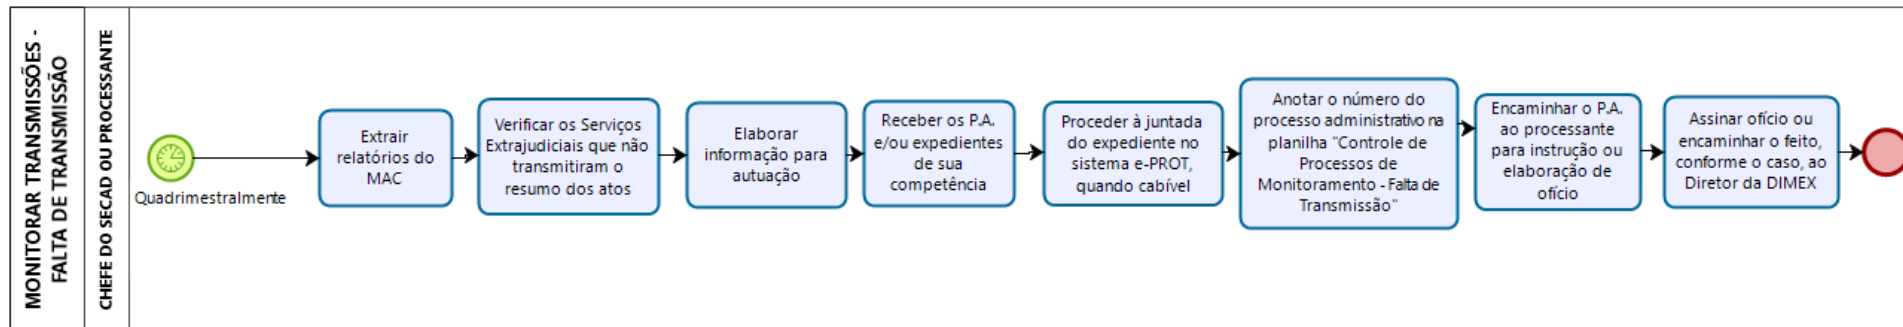 MONITORAR TRANSMISSÕES -
FALTA DE TRANSMISSÃO
CHEFE DO SECAD OU PROCESSANTE
Quadrimestralmente
Extrair
relatórios do
MAC
Verificar os Serviços
Extrajudiciais que não
transmitiram o
resumo dos atos
Elaborar
informação para
autuação
Receber os P.A.
e/ou expedientes
de sua
competência
Proceder à juntada
do expediente no
sistema e-PROT,
quando cabível
Anotar o número do
processo administrativo na
planilha "Controle de
Processos de
Monitoramento - Falta de
Transmissão"
Encaminhar o P.A.
ao processante
para instrução ou
elaboração de
ofício
Assinar ofício ou
encaminhar o feito,
conforme o caso, ao
Diretor da DIMEX